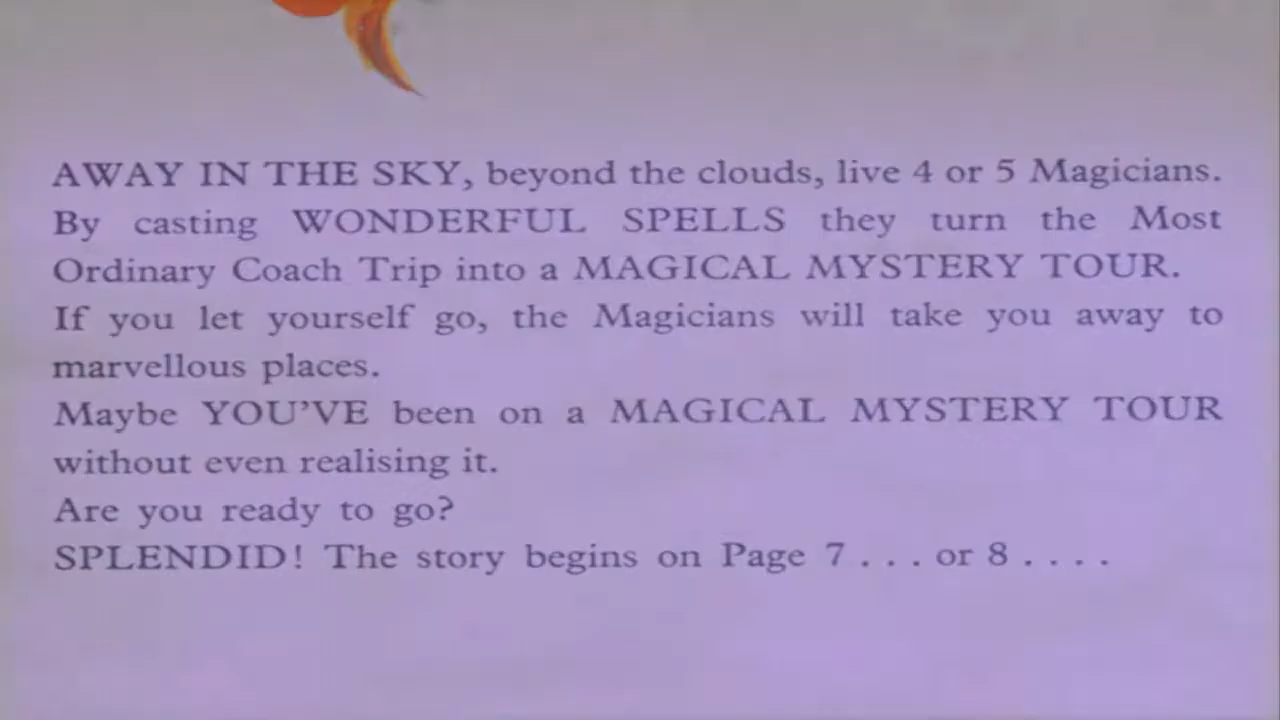 AWAY IN THE SKY, beyond the clouds, live 4 or 5 Magicians.
By casting WONDERFUL SPELLS they turn the Most
Ordinary Coach Trip into a MAGICAL MYSTERY TOUR.
If you let yourself go, the Magicians will take you away to
marvellous places.
Maybe YOU'VE been on a MAGICAL MYSTERY TOUR
without even realising it.
Are you ready to go?
SPLENDID! The story begins on Page 7 . . . or 8 . . . .